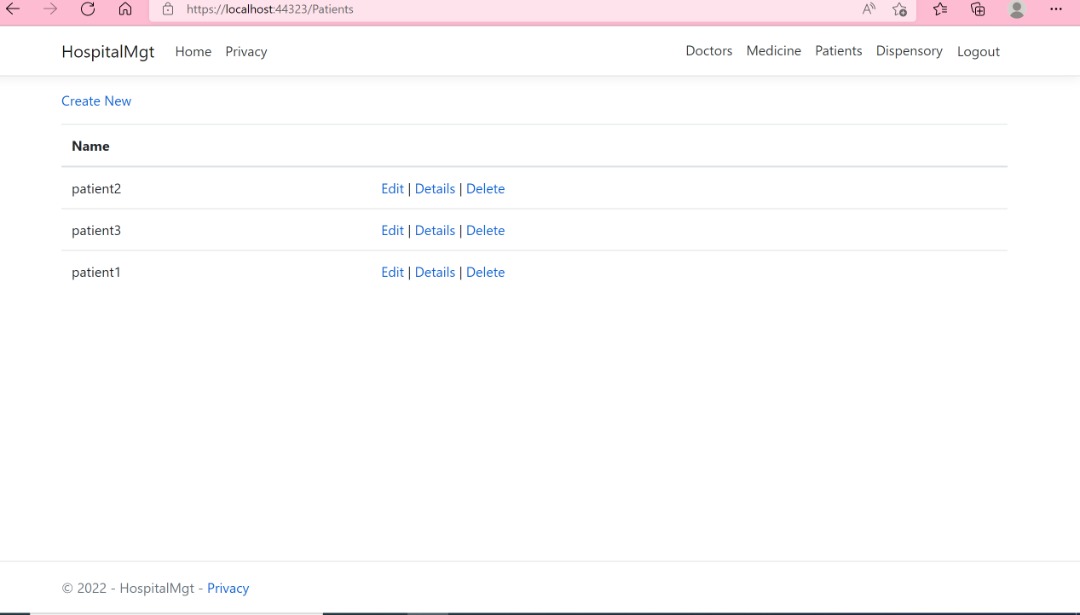 https://localhost:44323/Patients
HospitalMgt Home Privacy Doctors Medicine Patients Dispensory Logout
Create New
Name
patient2 Edit | Details | Delete
patient3 Edit | Details | Delete
patient1 Edit | Details | Delete
© 2022 - HospitalMgt - Privacy